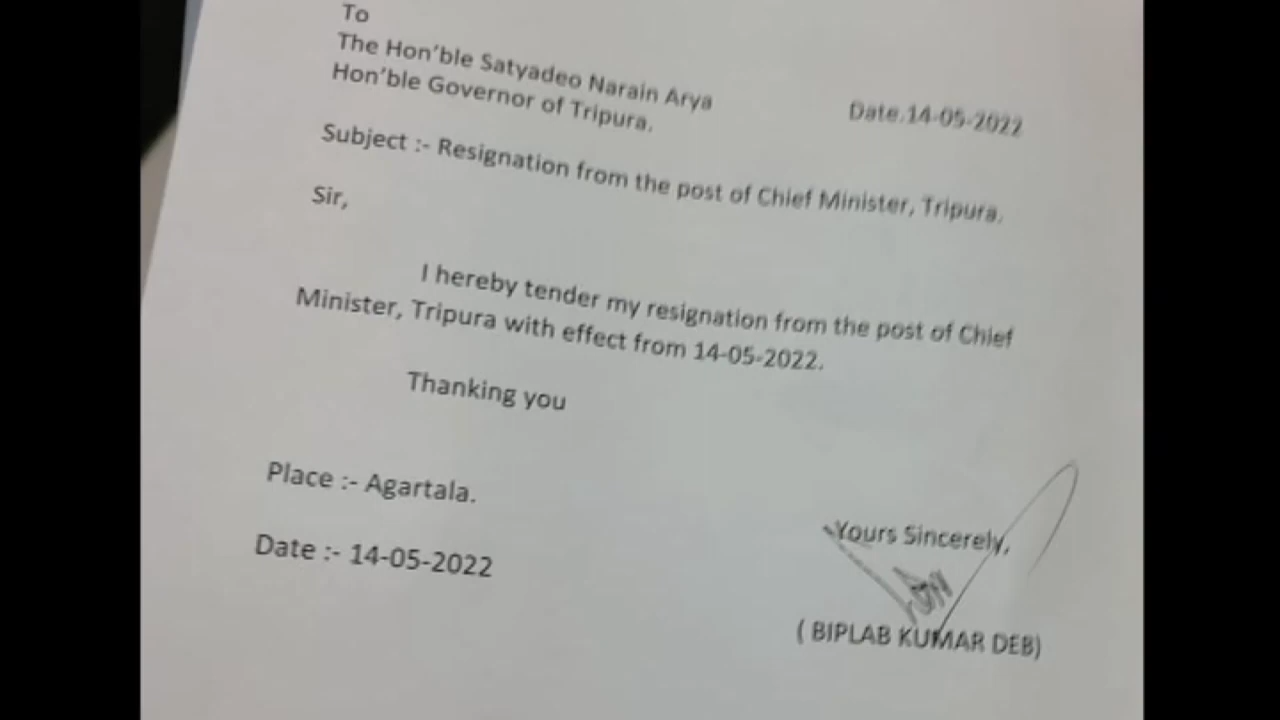 To
The Hon'ble Satyadeo Narain Arya
Hon'ble Governor of Tripura.
Date.14-05-2022
Subject :- Resignation from the post of Chief Minister, Tripura.
Sir,
I hereby tender my resignation from the post of Chief
Minister, Tripura with effect from 14-05-2022.
Thanking you
Place :- Agartala.
Date :- 14-05-2022
Yours Sincerely,
( BIPLAB KUMAR DEB)